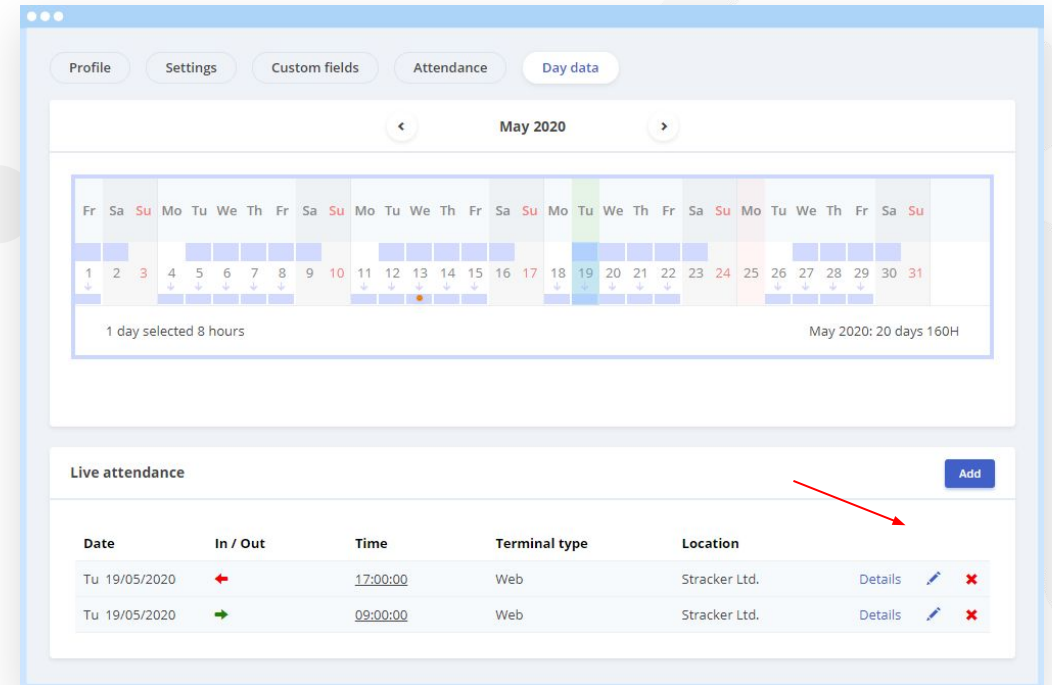 Profile Settings Custom fields Attendance Day data
May 2020
Fr Sa Su Mo Tu We Th Fr Sa Su Mo Tu We Th Fr Sa Su Mo Tu We Th Fr Sa Su Mo Tu We Th Fr Sa Su
1 2 3 4 5 6 7 8 9 10 11 12 13 14 15 16 17 18 19 20 21 22 23 24 25 26 27 28 29 30 31
1 day selected 8 hours May 2020: 20 days 160H
Live attendance Add
Date In / Out Time Terminal type Location
Tu 19/05/2020 17:00:00 Web Stracker Ltd. Details
Tu 19/05/2020 09:00:00 Web Stracker Ltd. Details